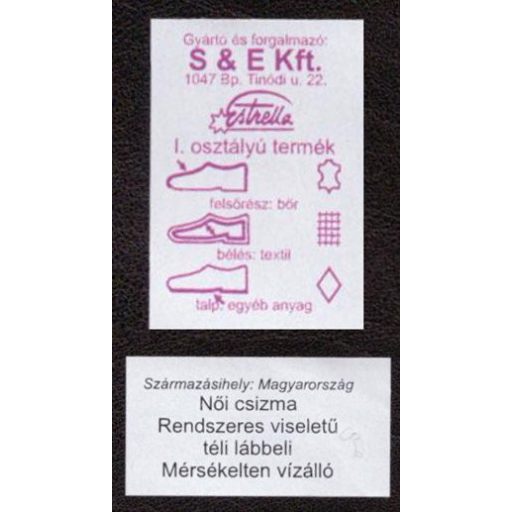 Gyártó és forgalmazó:
S & E Kft.
1047 Bp. Tinódi u. 22.
Estrella
I. osztályú termék
felsőrész: bőr
bélés: textil
talp: egyéb anyag
Származásihely: Magyarország
Női csizma
Rendszeres viseletű
téli lábbeli
Mérsékelten vízálló